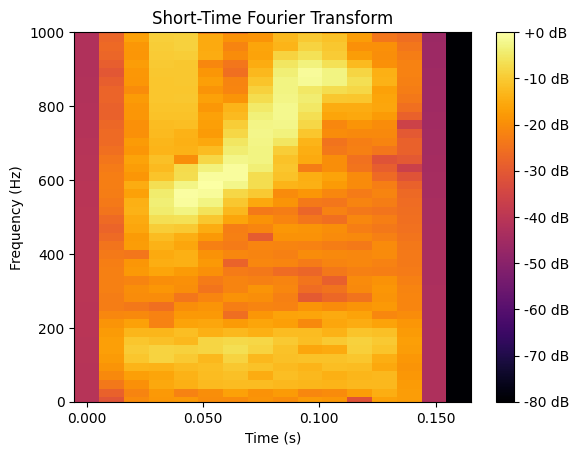 Short-Time Fourier Transform
1000
800
600
400
200
0
Frequency (Hz)
0.000
0.050
0.100
0.150
Time (s)
+0 dB
-10 dB
-20 dB
-30 dB
-40 dB
-50 dB
-60 dB
-70 dB
-80 dB